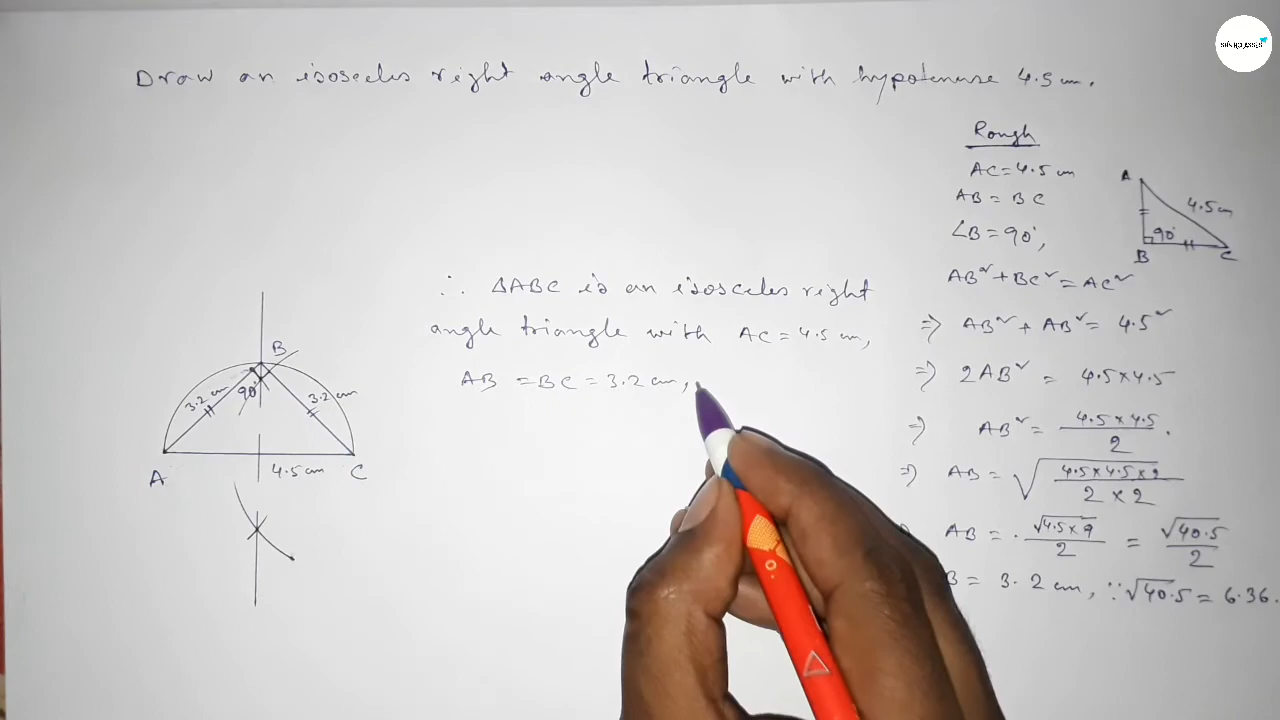 Draw an isosceles right angle triangle with hypotenuse 4.5 cm.
Rough
AC = 4.5 cm
AB = BC
∠B = 90°,
A
4.5 cm
90°
B
C
AB² + BC² = AC²
⇒ AB² + AB² = 4.5²
⇒ 2AB² = 4.5×4.5
⇒ AB² = 4.5×4.5 / 2.
⇒ AB = √(4.5×4.5×2 / 2×2)
AB = √4.5×9 / 2 = √40.5 / 2
B = 3.2 cm, ∵ √40.5 = 6.36.
∴ ΔABC is an isosceles right
angle triangle with AC = 4.5 cm,
AB = BC = 3.2 cm,
B
3.2 cm
90°
3.2 cm
A
4.5 cm
C